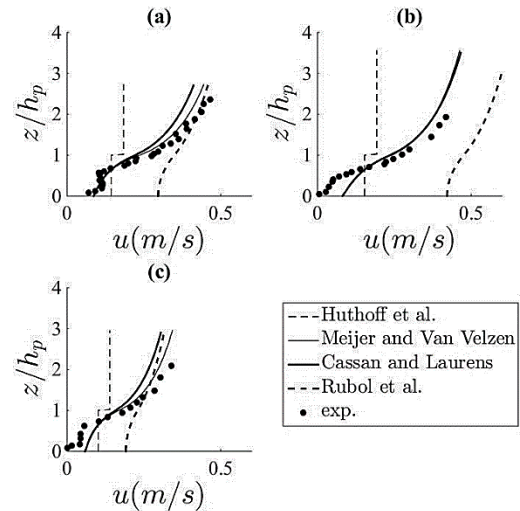 (a)
4
3
2
1
0
z/h_p
0
0.5
u(m/s)
(b)
4
3
2
1
0
z/h_p
0
0.5
u(m/s)
(c)
4
3
2
1
0
z/h_p
0
0.5
u(m/s)
Huthoff et al.
Meijer and Van Velzen
Cassan and Laurens
Rubol et al.
exp.